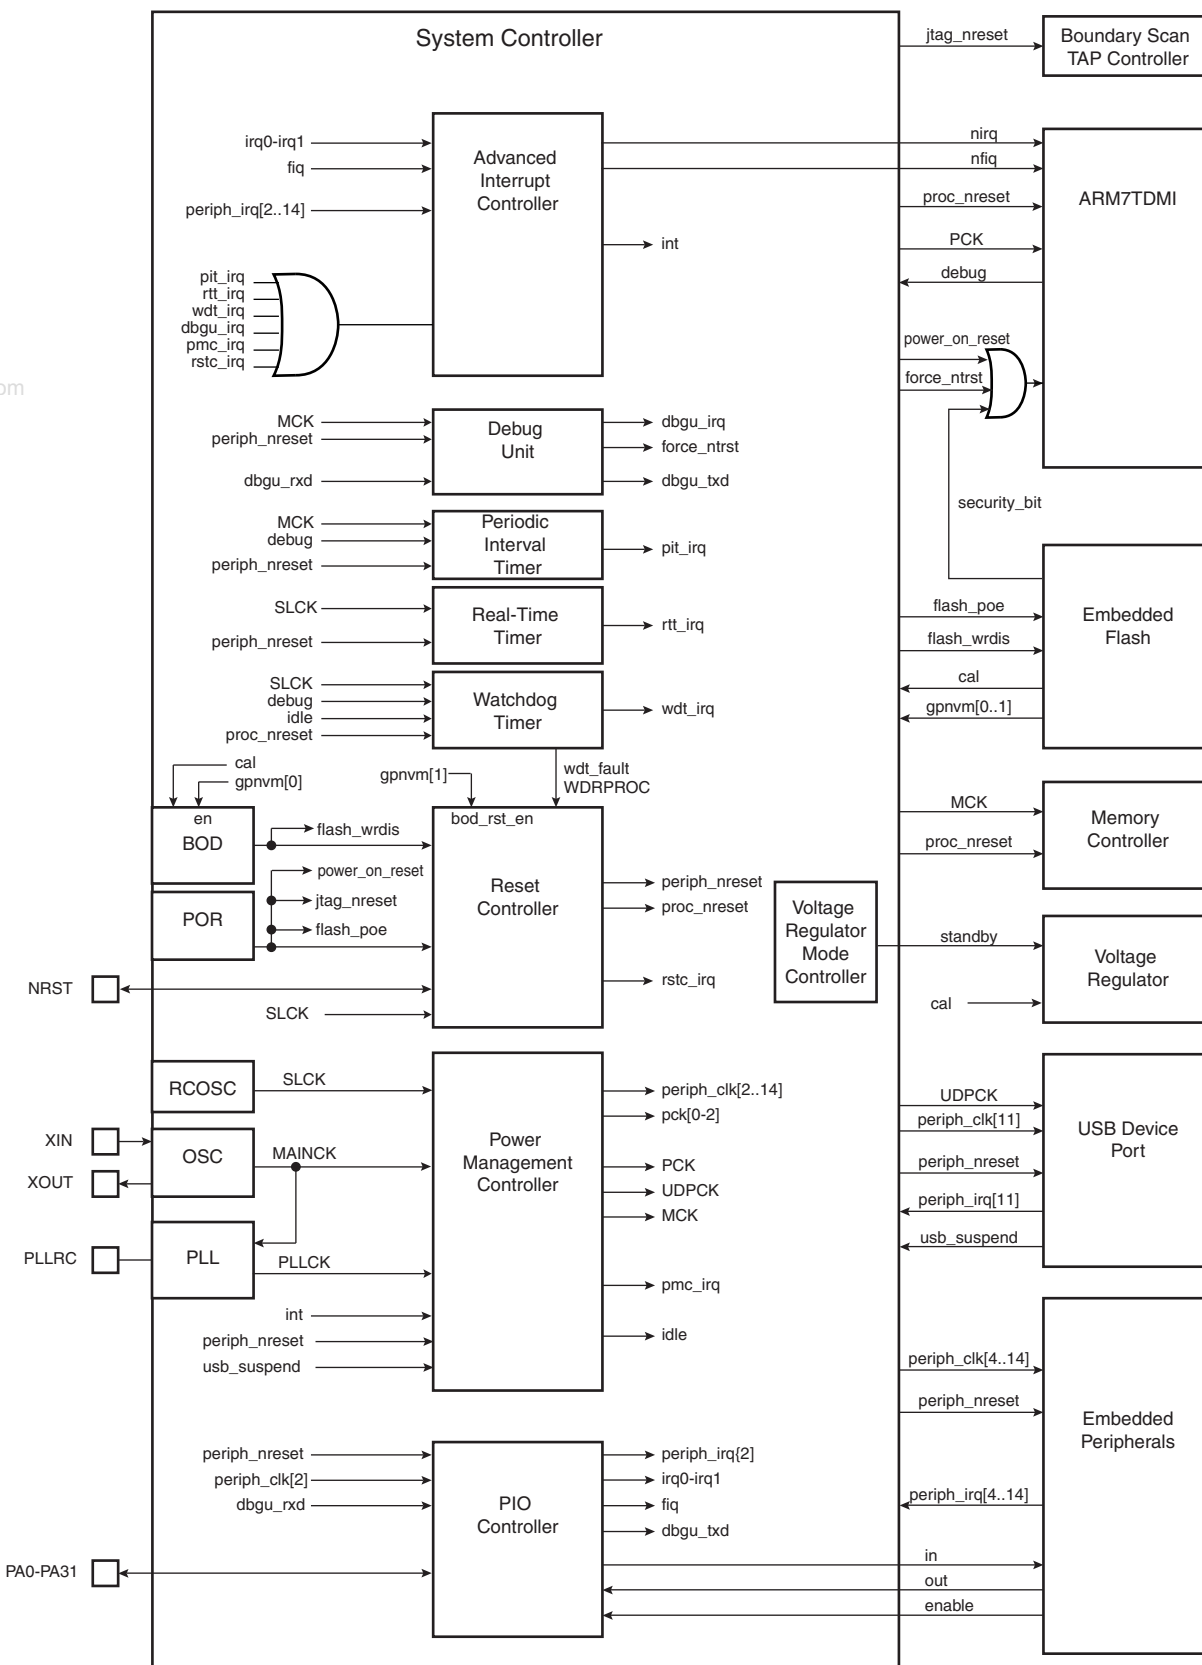 System Controller
jtag_nreset
Boundary Scan
TAP Controller
irq0-irq1
fiq
periph_irq[2..14]
Advanced
Interrupt
Controller
int
nirq
nfiq
proc_nreset
PCK
debug
ARM7TDMI
pit_irq
rtt_irq
wdt_irq
dbgu_irq
pmc_irq
rstc_irq
power_on_reset
force_ntrst
security_bit
om
MCK
periph_nreset
dbgu_rxd
Debug
Unit
dbgu_irq
force_ntrst
dbgu_txd
MCK
debug
periph_nreset
Periodic
Interval
Timer
pit_irq
SLCK
periph_nreset
Real-Time
Timer
rtt_irq
flash_poe
flash_wrdis
cal
gpnvm[0..1]
Embedded
Flash
SLCK
debug
idle
proc_nreset
Watchdog
Timer
wdt_irq
cal
gpnvm[0]
gpnvm[1]
wdt_fault
WDRPROC
en
BOD
flash_wrdis
bod_rst_en
Reset
Controller
power_on_reset
jtag_nreset
flash_poe
POR
periph_nreset
proc_nreset
rstc_irq
NRST
SLCK
MCK
proc_nreset
Memory
Controller
Voltage
Regulator
Mode
Controller
standby
cal
Voltage
Regulator
RCOSC
SLCK
XIN
XOUT
OSC
MAINCK
PLLRC
PLL
PLLCK
int
periph_nreset
usb_suspend
Power
Management
Controller
periph_clk[2..14]
pck[0-2]
PCK
UDPCK
MCK
pmc_irq
idle
UDPCK
periph_clk[11]
periph_nreset
periph_irq[11]
usb_suspend
USB Device
Port
periph_clk[4..14]
periph_nreset
periph_irq[4..14]
Embedded
Peripherals
periph_nreset
periph_clk[2]
dbgu_rxd
PA0-PA31
PIO
Controller
periph_irq{2]
irq0-irq1
fiq
dbgu_txd
in
out
enable